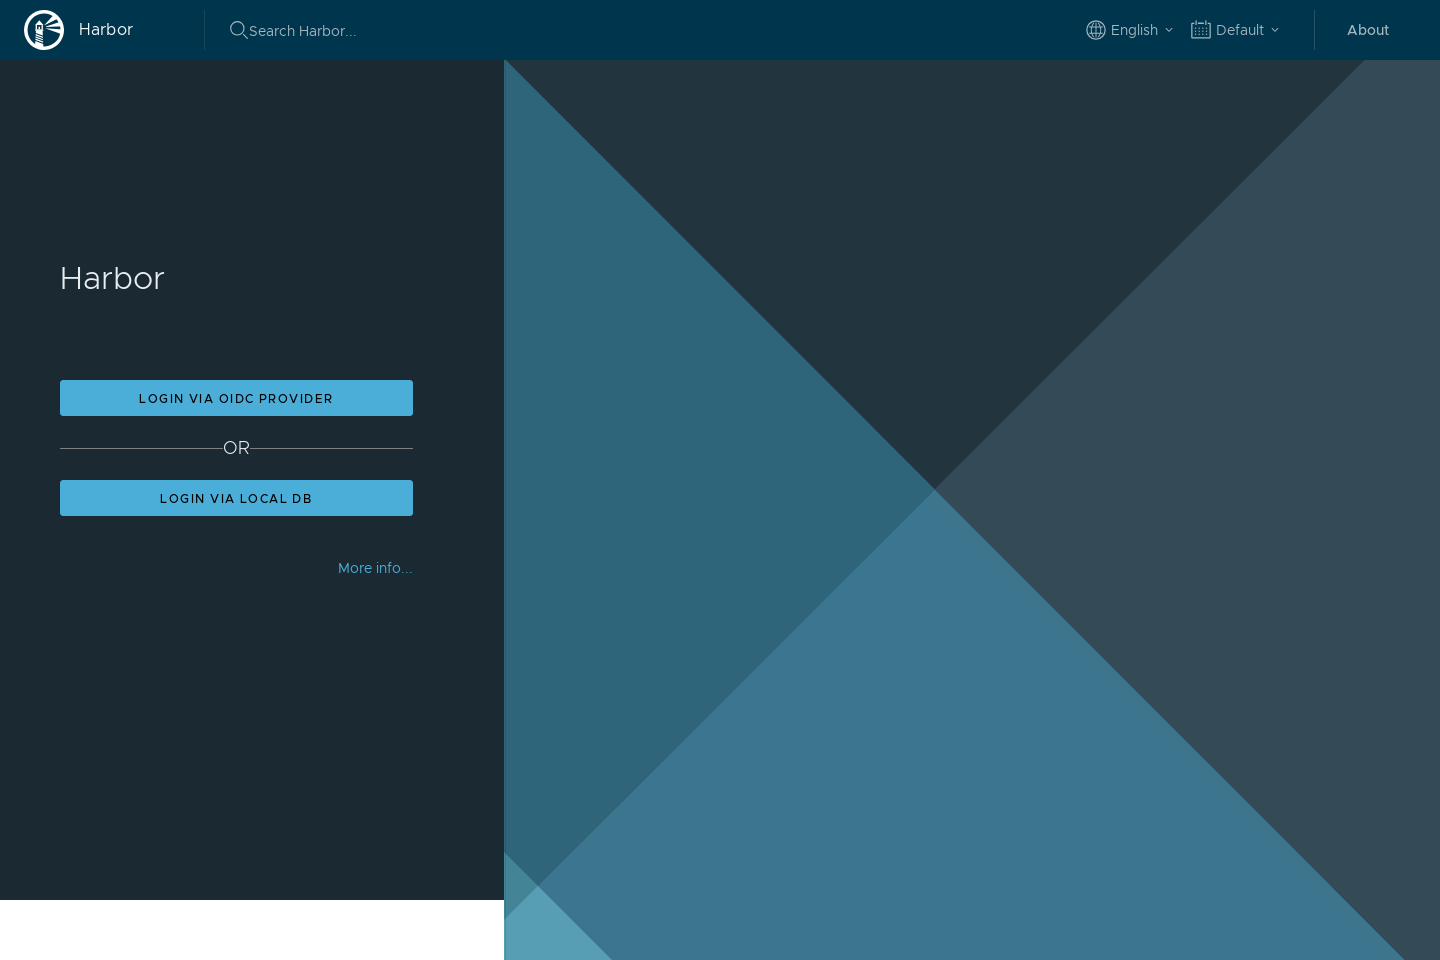 Harbor
Search Harbor...
English
Default
About
Harbor
LOGIN VIA OIDC PROVIDER
OR
LOGIN VIA LOCAL DB
More info...